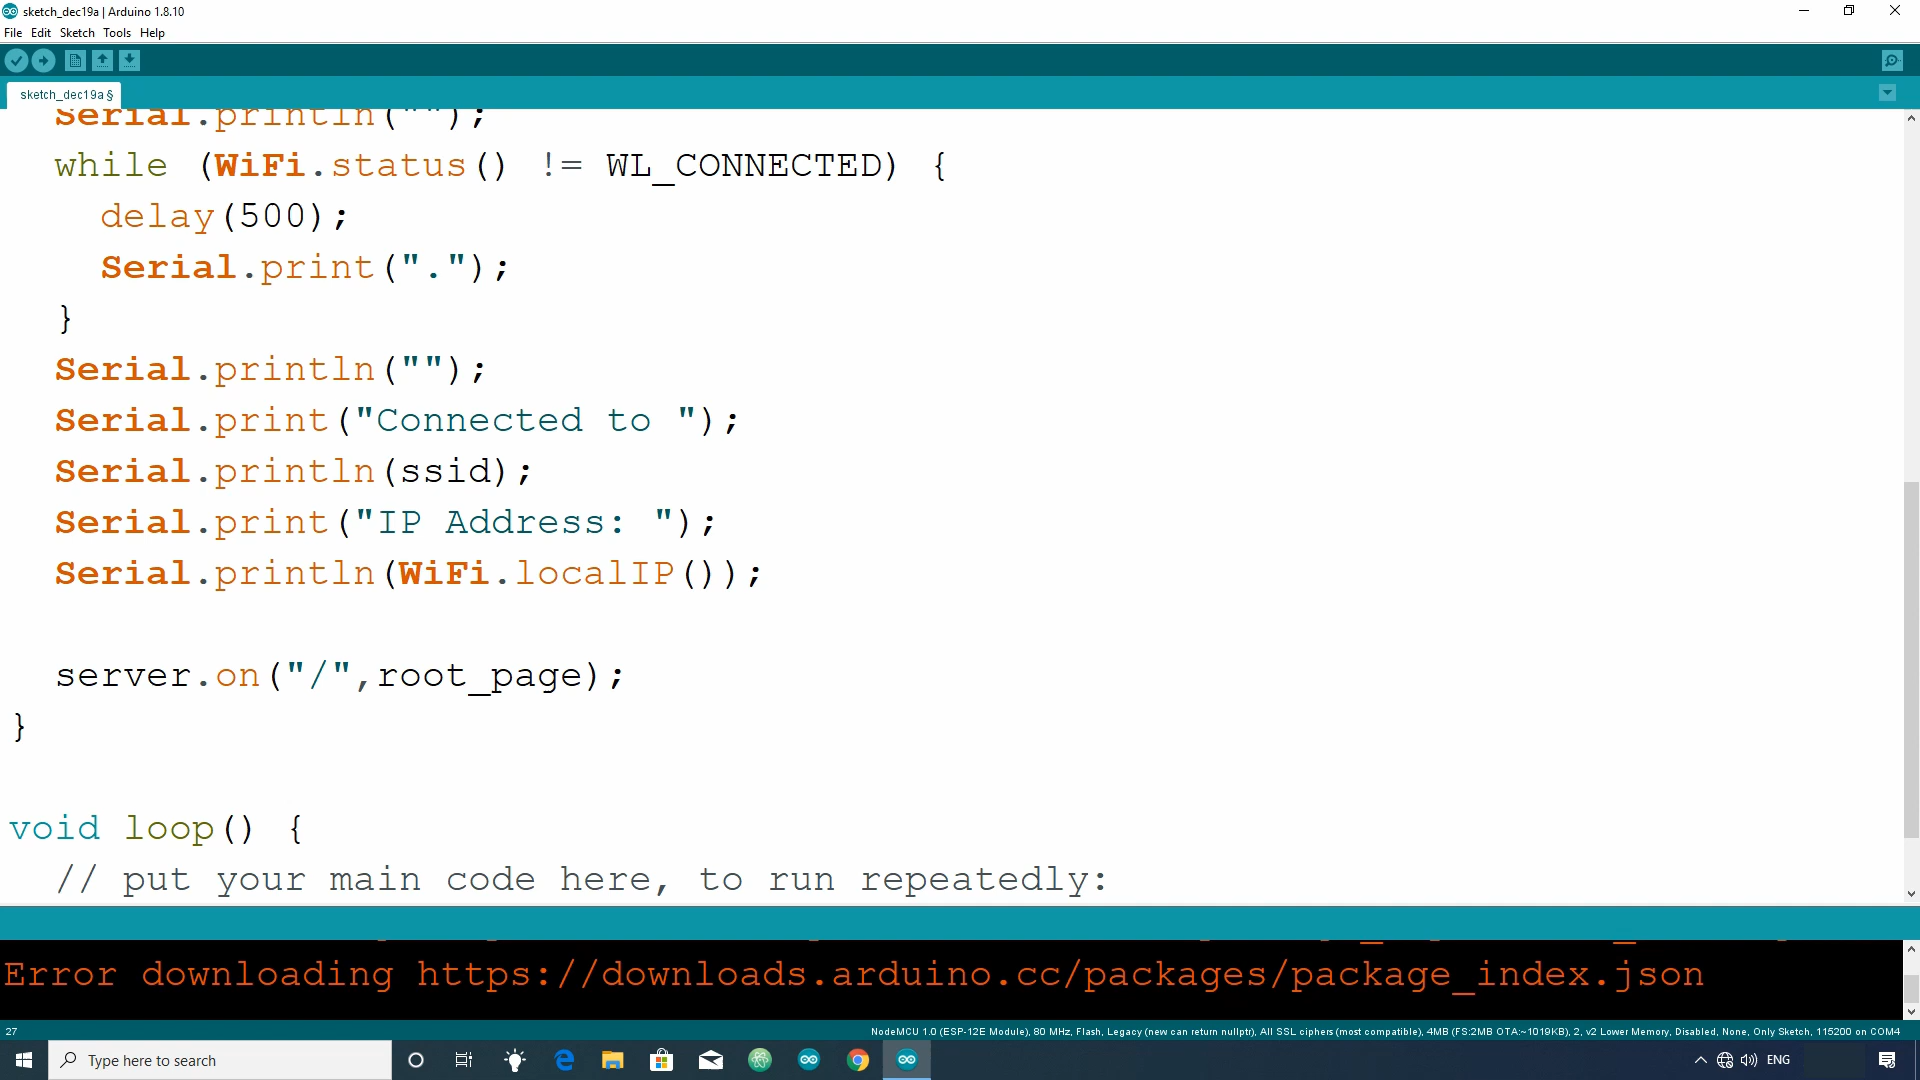 sketch_dec19a | Arduino 1.8.10
File Edit Sketch Tools Help
sketch_dec19a §
Serial.println("");
while (WiFi.status() != WL_CONNECTED) {
delay(500);
Serial.print(".");
}
Serial.println("");
Serial.print("Connected to ");
Serial.println(ssid);
Serial.print("IP Address: ");
Serial.println(WiFi.localIP());
server.on("/",root_page);
}
void loop() {
// put your main code here, to run repeatedly:
Error downloading https://downloads.arduino.cc/packages/package_index.json
27
NodeMCU 1.0 (ESP-12E Module), 80 MHz, Flash, Legacy (new can return nullptr), All SSL ciphers (most compatible), 4MB (FS:2MB OTA:~1019KB), 2, v2 Lower Memory, Disabled, None, Only Sketch, 115200 on COM4
Type here to search
ENG